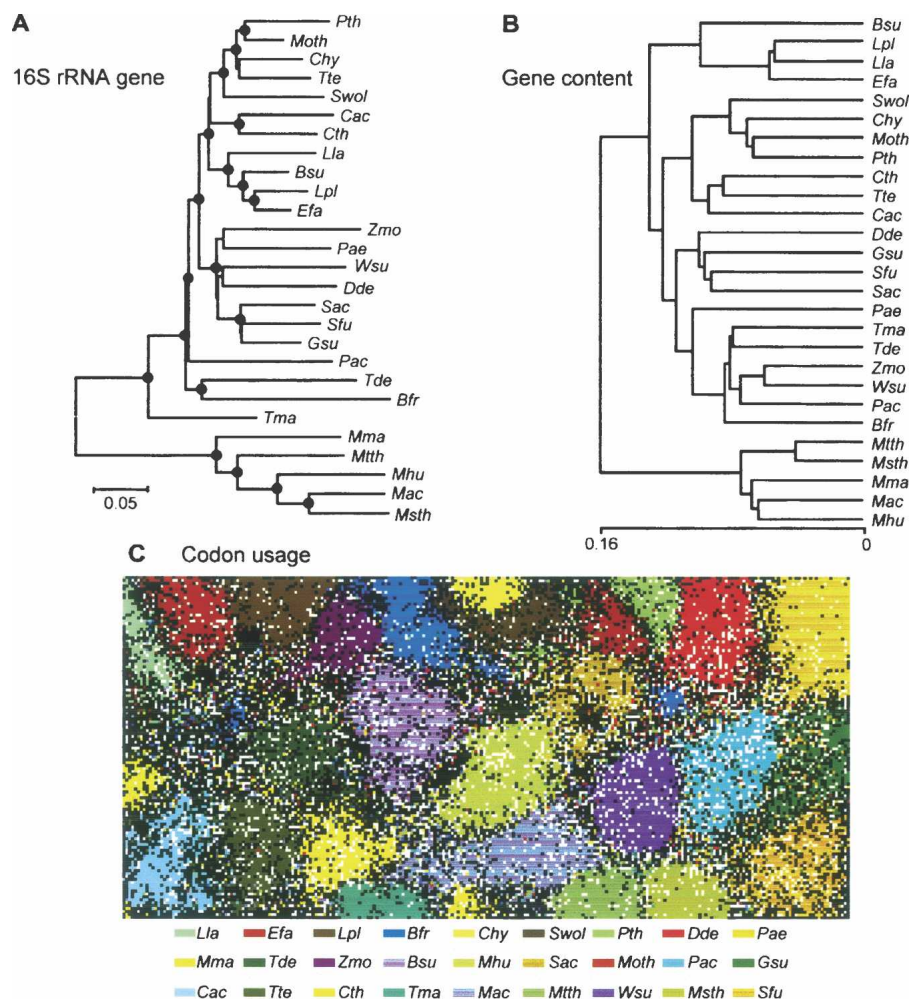 A
16S rRNA gene
Pth
Moth
Chy
Tte
Swol
Cac
Cth
Lla
Bsu
Lpl
Efa
Zmo
Pae
Wsu
Dde
Sac
Sfu
Gsu
Pac
Tde
Bfr
Tma
Mma
Mtth
Mhu
Mac
Msth
0.05
B
Gene content
Bsu
Lpl
Lla
Efa
Swol
Chy
Moth
Pth
Cth
Tte
Cac
Dde
Gsu
Sfu
Sac
Pae
Tma
Tde
Zmo
Wsu
Pac
Bfr
Mtth
Msth
Mma
Mac
Mhu
0.16 0
C Codon usage
Lla Efa Lpl Bfr Chy Swol Pth Dde Pae
Mma Tde Zmo Bsu Mhu Sac Moth Pac Gsu
Cac Tte Cth Tma Mac Mtth Wsu Msth Sfu